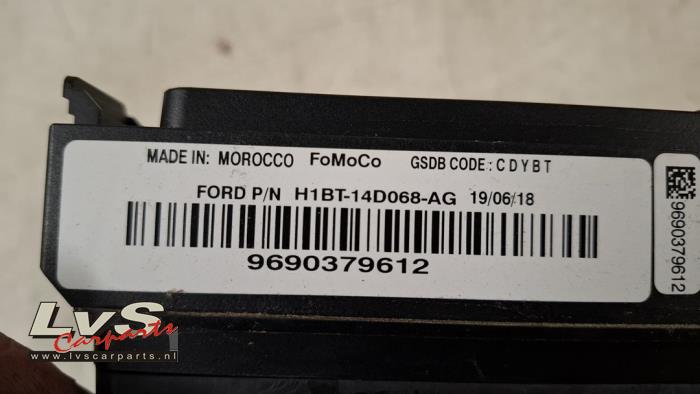 MADE IN: MOROCCO FoMoCo GSDB CODE: C D Y B T
FORD P/N H1BT-14D068-AG 19/06/18
9690379612
9690379612
LvS
Carparts
www.lvscarparts.nl